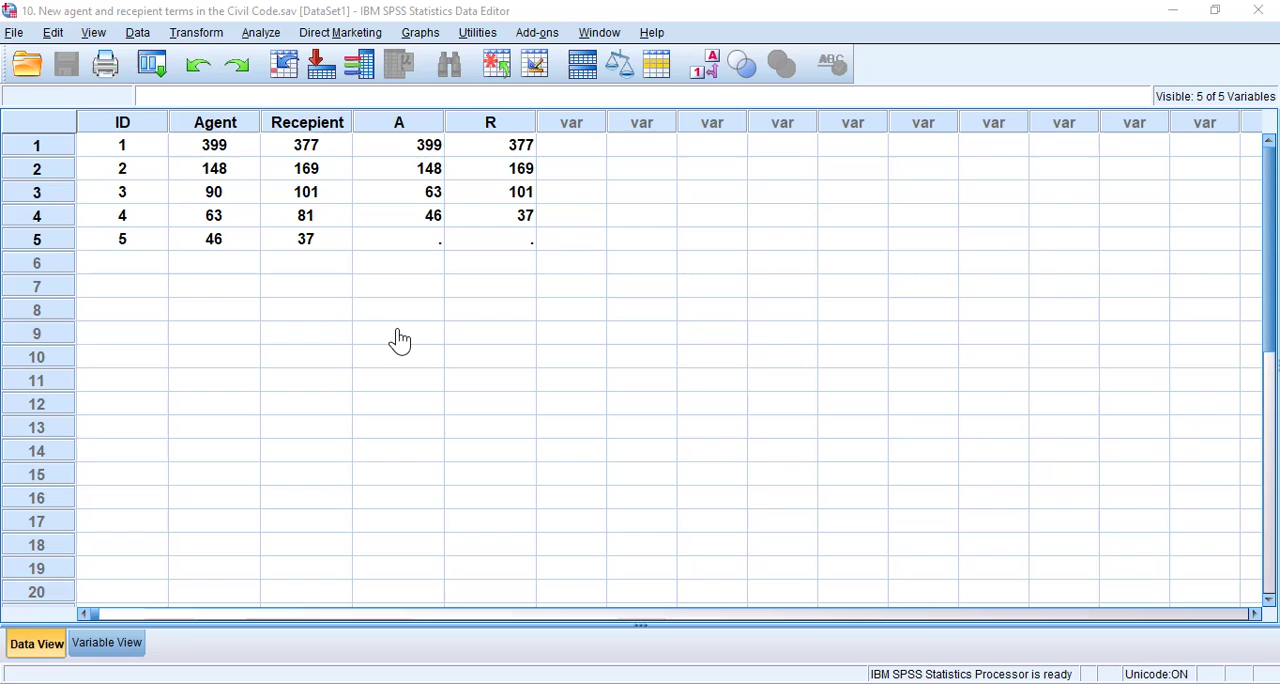 10. New agent and recepient terms in the Civil Code.sav [DataSet1] - IBM SPSS Statistics Data Editor
File Edit View Data Transform Analyze Direct Marketing Graphs Utilities Add-ons Window Help
Visible: 5 of 5 Variables
ID Agent Recepient A R var var var var var var var var var var
1 1 399 377 399 377
2 2 148 169 148 169
3 3 90 101 63 101
4 4 63 81 46 37
5 5 46 37 . .
6
7
8
9
10
11
12
13
14
15
16
17
18
19
20
Data View Variable View
IBM SPSS Statistics Processor is ready Unicode:ON